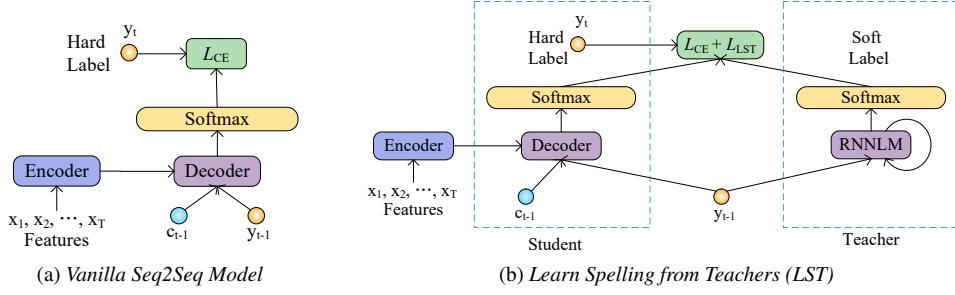 y_t
Hard
Label
L_CE
Softmax
Encoder
Decoder
x_1, x_2, ···, x_T
Features
c_t-1
y_t-1
(a) Vanilla Seq2Seq Model
y_t
Hard
Label
L_CE + L_LST
Soft
Label
Softmax
Softmax
Encoder
Decoder
RNNLM
x_1, x_2, ···, x_T
Features
c_t-1
y_t-1
Student
Teacher
(b) Learn Spelling from Teachers (LST)